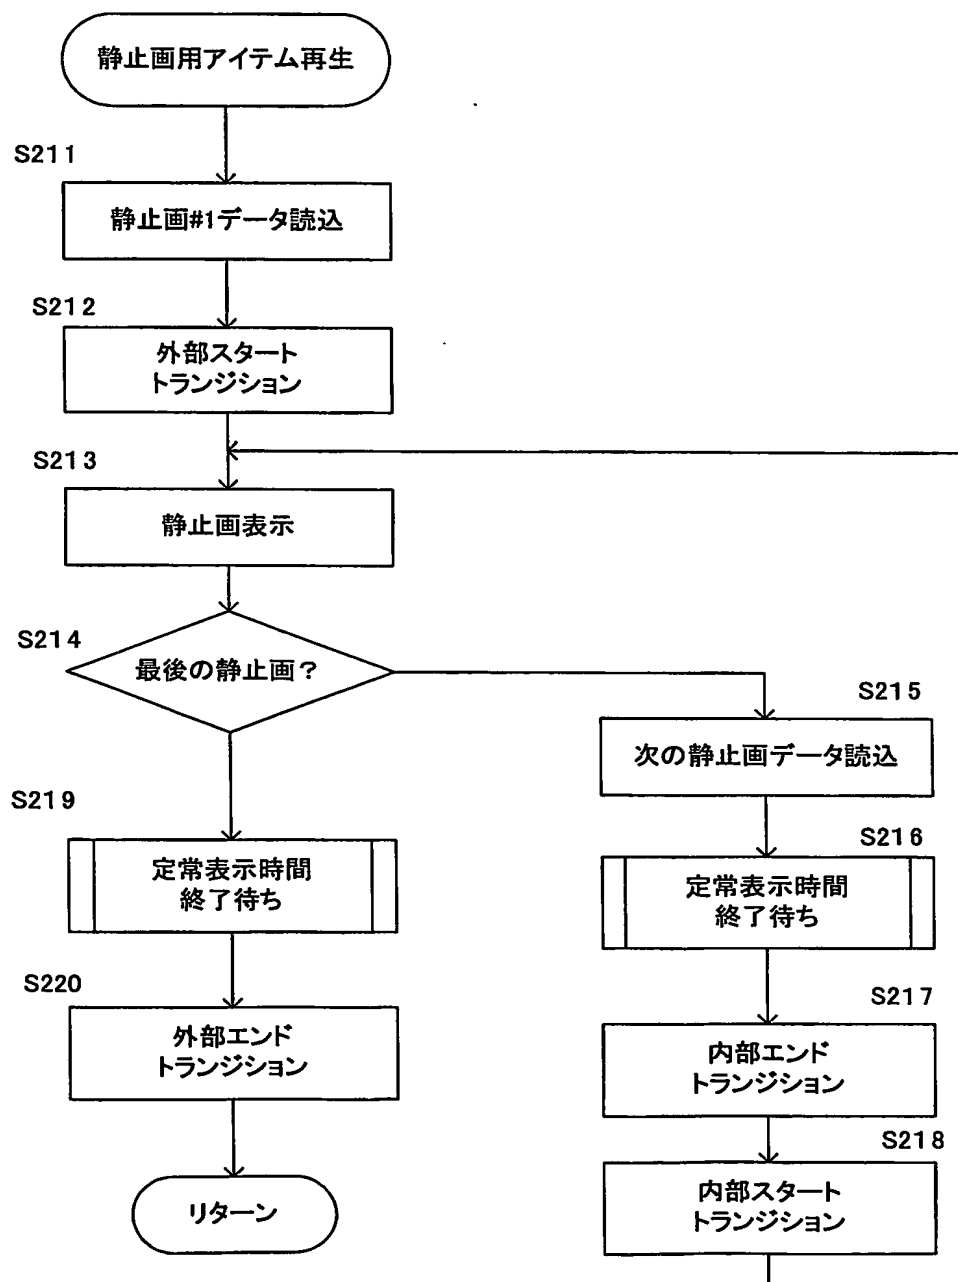 静止画用アイテム再生
S211
静止画#1データ読込
S212
外部スタート
トランジション
S213
静止画表示
S214
最後の静止画？
S215
次の静止画データ読込
S216
定常表示時間
終了待ち
S217
内部エンド
トランジション
S218
内部スタート
トランジション
S219
定常表示時間
終了待ち
S220
外部エンド
トランジション
リターン